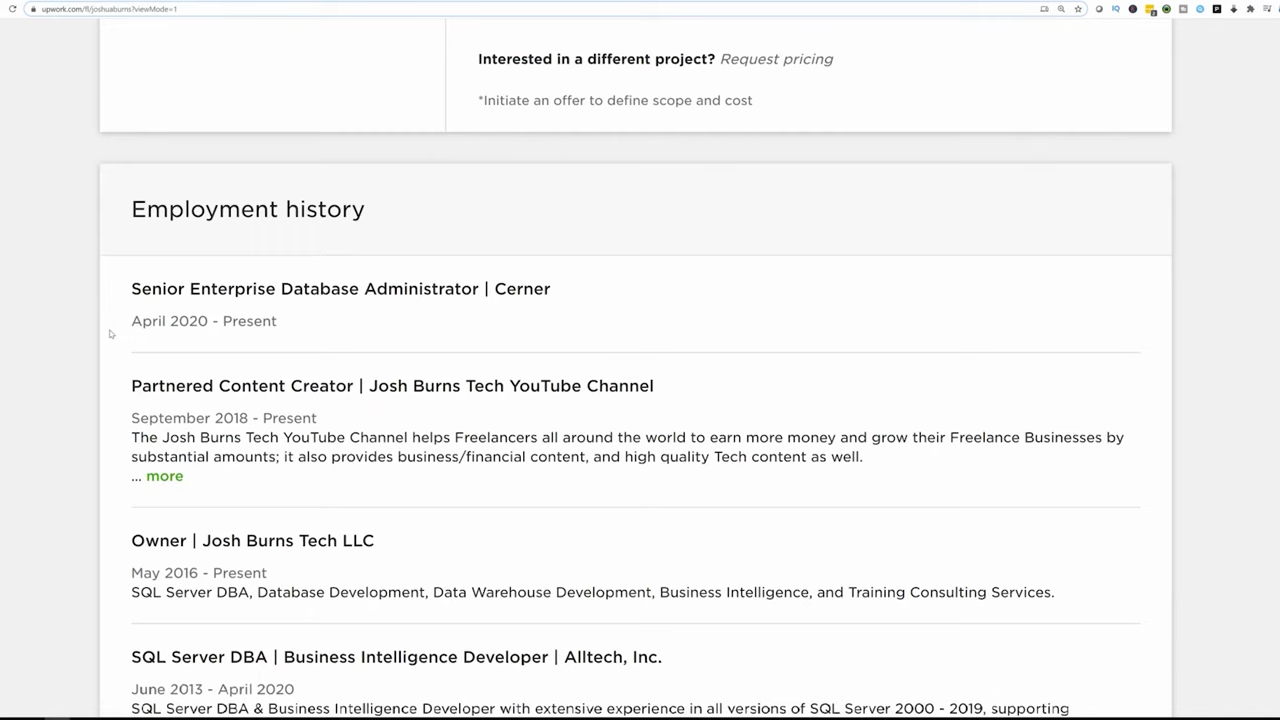 upwork.com/fl/joshuaburns?viewMode=1
Interested in a different project? Request pricing
*Initiate an offer to define scope and cost
Employment history
Senior Enterprise Database Administrator | Cerner
April 2020 - Present
Partnered Content Creator | Josh Burns Tech YouTube Channel
September 2018 - Present
The Josh Burns Tech YouTube Channel helps Freelancers all around the world to earn more money and grow their Freelance Businesses by
substantial amounts; it also provides business/financial content, and high quality Tech content as well.
... more
Owner | Josh Burns Tech LLC
May 2016 - Present
SQL Server DBA, Database Development, Data Warehouse Development, Business Intelligence, and Training Consulting Services.
SQL Server DBA | Business Intelligence Developer | Alltech, Inc.
June 2013 - April 2020
SQL Server DBA & Business Intelligence Developer with extensive experience in all versions of SQL Server 2000 - 2019, supporting